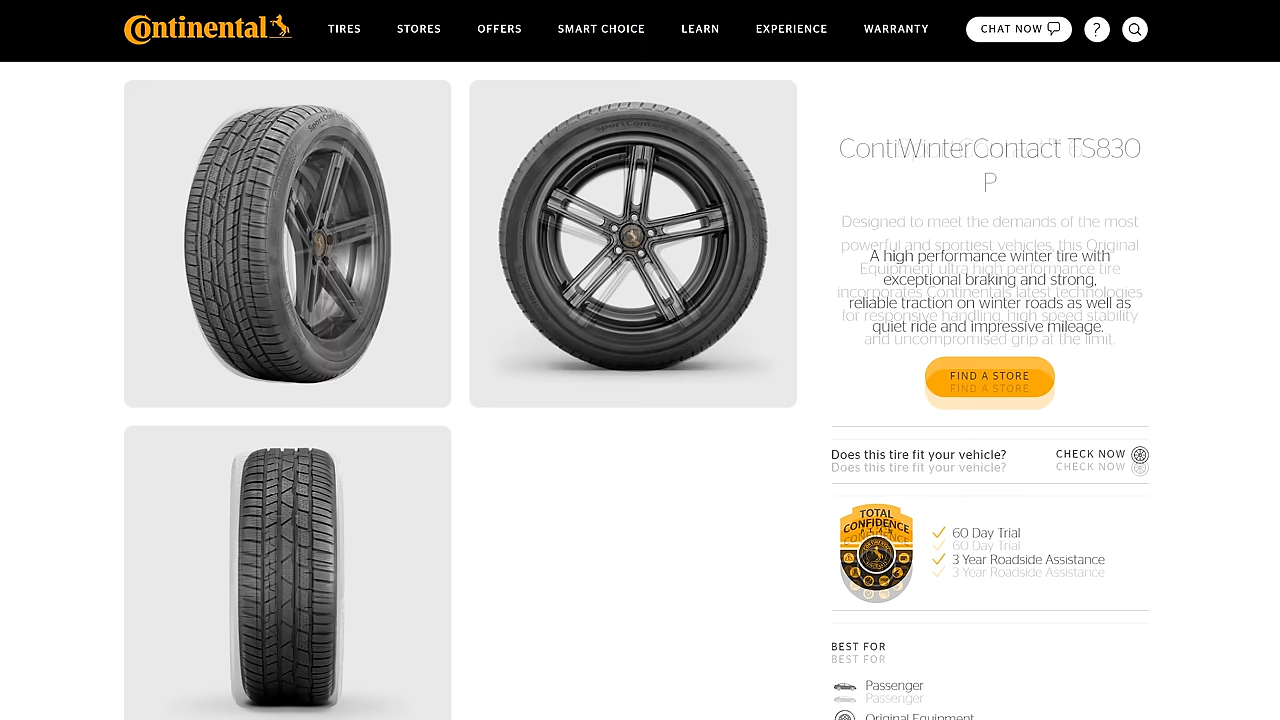 Continental
TIRES
STORES
OFFERS
SMART CHOICE
LEARN
EXPERIENCE
WARRANTY
CHAT NOW
?
SportContact
SportContact
ContiWinterContact TS830
P
Designed to meet the demands of the most
powerful and sportiest vehicles, this Original
Equipment ultra high performance tire
incorporates Continentals latest technologies
for responsive handling, high speed stability
and uncompromised grip at the limit.
A high performance winter tire with
exceptional braking and strong,
reliable traction on winter roads as well as
quiet ride and impressive mileage.
FIND A STORE
FIND A STORE
Does this tire fit your vehicle?
CHECK NOW
Does this tire fit your vehicle?
CHECK NOW
TOTAL
CONFIDENCE
PLAN
60 Day Trial
60 Day Trial
3 Year Roadside Assistance
3 Year Roadside Assistance
BEST FOR
BEST FOR
Passenger
Passenger
Original Equipment